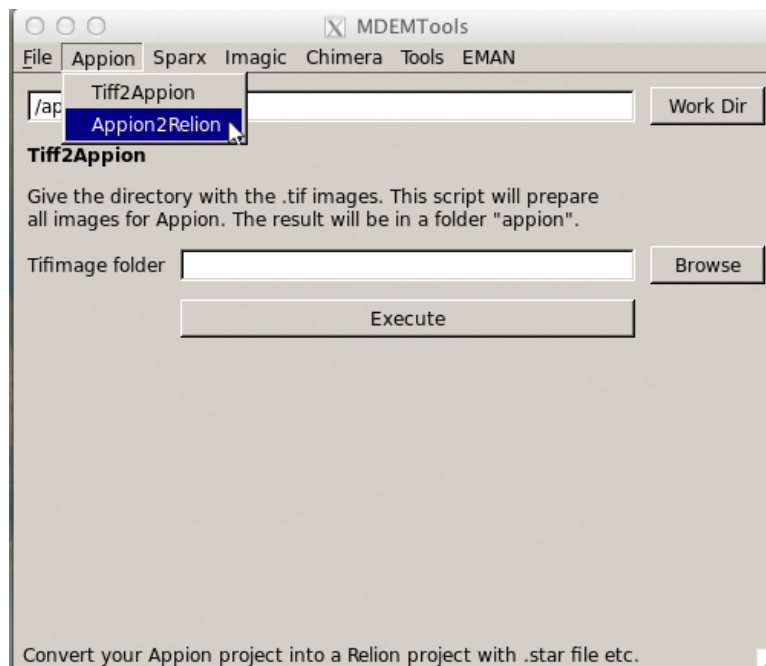 MDEMTools
File Appion Sparx Imagic Chimera Tools EMAN
Tiff2Appion
/ap Work Dir
Appion2Relion
Tiff2Appion
Give the directory with the .tif images. This script will prepare
all images for Appion. The result will be in a folder "appion".
Tifimage folder Browse
Execute
Convert your Appion project into a Relion project with .star file etc.